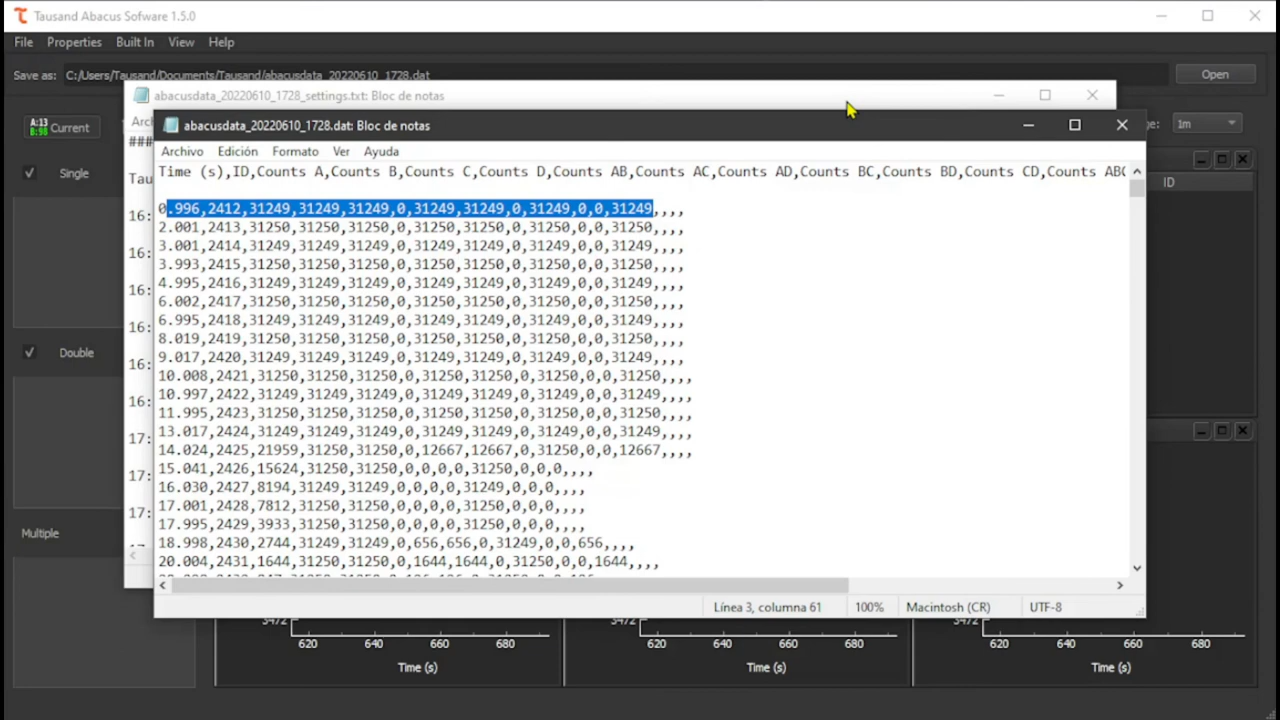 Tausand Abacus Sofware 1.5.0
File Properties Built In View Help
Save as: C:/Users/Tausand/Documents/Tausand/abacusdata_20220610_1728.dat Open
abacusdata_20220610_1728_settings.txt: Bloc de notas
A:13
B:98 Current
abacusdata_20220610_1728.dat: Bloc de notas
1m
Archivo Edición Formato Ver Ayuda
Time (s),ID,Counts A,Counts B,Counts C,Counts D,Counts AB,Counts AC,Counts AD,Counts BC,Counts BD,Counts CD,Counts ABC
Single
ID
0.996,2412,31249,31249,31249,0,31249,31249,0,31249,0,0,31249,,,,
2.001,2413,31250,31250,31250,0,31250,31250,0,31250,0,0,31250,,,,
3.001,2414,31249,31249,31249,0,31249,31249,0,31249,0,0,31249,,,,
3.993,2415,31250,31250,31250,0,31250,31250,0,31250,0,0,31250,,,,
4.995,2416,31249,31249,31249,0,31249,31249,0,31249,0,0,31249,,,,
6.002,2417,31250,31250,31250,0,31250,31250,0,31250,0,0,31250,,,,
6.995,2418,31249,31249,31249,0,31249,31249,0,31249,0,0,31249,,,,
8.019,2419,31250,31250,31250,0,31250,31250,0,31250,0,0,31250,,,,
9.017,2420,31249,31249,31249,0,31249,31249,0,31249,0,0,31249,,,,
Double
10.008,2421,31250,31250,31250,0,31250,31250,0,31250,0,0,31250,,,,
10.997,2422,31249,31249,31249,0,31249,31249,0,31249,0,0,31249,,,,
11.995,2423,31250,31250,31250,0,31250,31250,0,31250,0,0,31250,,,,
13.017,2424,31249,31249,31249,0,31249,31249,0,31249,0,0,31249,,,,
14.024,2425,21959,31250,31250,0,12667,12667,0,31250,0,0,12667,,,,
15.041,2426,15624,31250,31250,0,0,0,0,31250,0,0,0,,,,
16.030,2427,8194,31249,31249,0,0,0,0,31249,0,0,0,,,,
17.001,2428,7812,31250,31250,0,0,0,0,31250,0,0,0,,,,
17.995,2429,3933,31250,31250,0,0,0,0,31250,0,0,0,,,,
Multiple
18.998,2430,2744,31249,31249,0,656,656,0,31249,0,0,656,,,,
20.004,2431,1644,31250,31250,0,1644,1644,0,31250,0,0,1644,,,,
Línea 3, columna 61 100% Macintosh (CR) UTF-8
3472 3472 3472
620 640 660 680 620 640 660 680 620 640 660 680
Time (s) Time (s) Time (s)